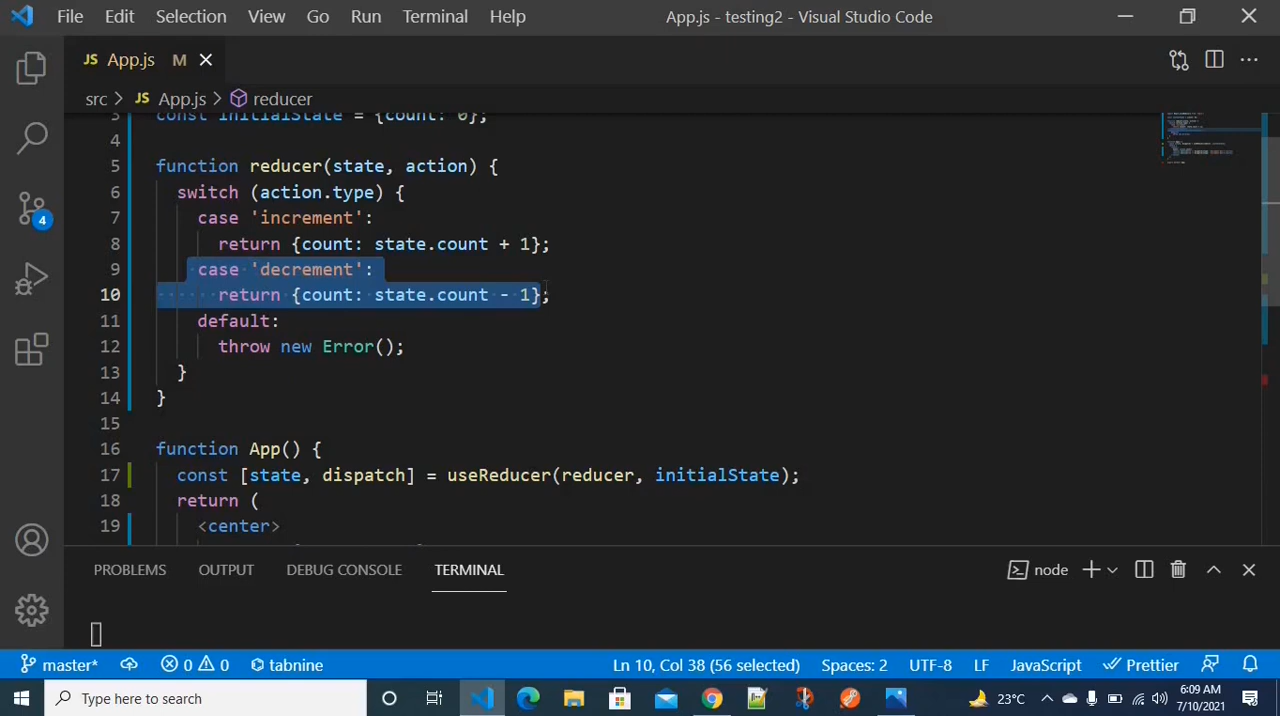 File Edit Selection View Go Run Terminal Help App.js - testing2 - Visual Studio Code
JS App.js M
src > JS App.js > reducer
3 const initialState = {count: 0};
4
5 function reducer(state, action) {
6 switch (action.type) {
7 case 'increment':
8 return {count: state.count + 1};
9 case 'decrement':
10 return {count: state.count - 1};
11 default:
12 throw new Error();
13 }
14 }
15
16 function App() {
17 const [state, dispatch] = useReducer(reducer, initialState);
18 return (
19 <center>
4
PROBLEMS OUTPUT DEBUG CONSOLE TERMINAL node
master* 0 0 tabnine Ln 10, Col 38 (56 selected) Spaces: 2 UTF-8 LF JavaScript Prettier
Type here to search 23°C 6:09 AM
7/10/2021